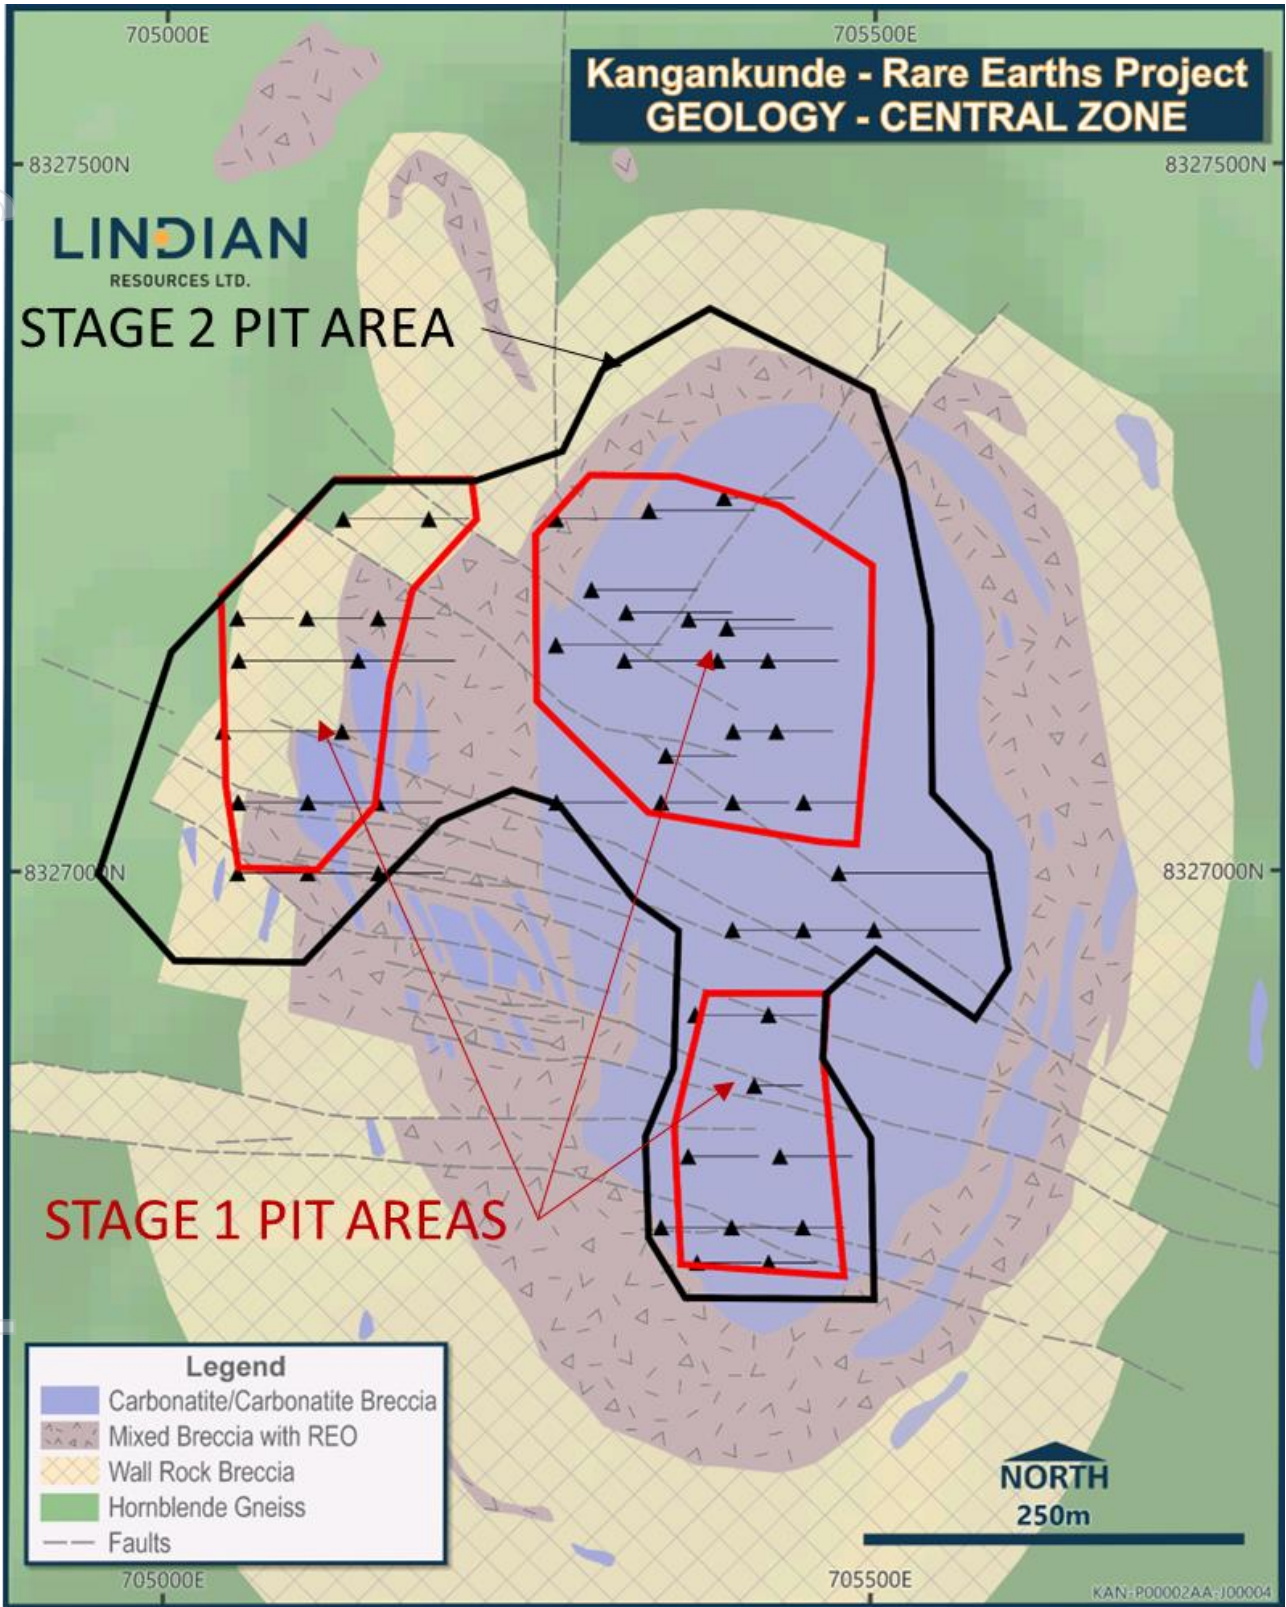 705000E
705500E
Kangankunde - Rare Earths Project
GEOLOGY - CENTRAL ZONE
8327500N
8327500N
LINDIAN
RESOURCES LTD.
STAGE 2 PIT AREA
8327000N
8327000N
STAGE 1 PIT AREAS
Legend
Carbonatite/Carbonatite Breccia
Mixed Breccia with REO
Wall Rock Breccia
Hornblende Gneiss
Faults
NORTH
250m
705000E
705500E
KAN-P00002AA-J00004